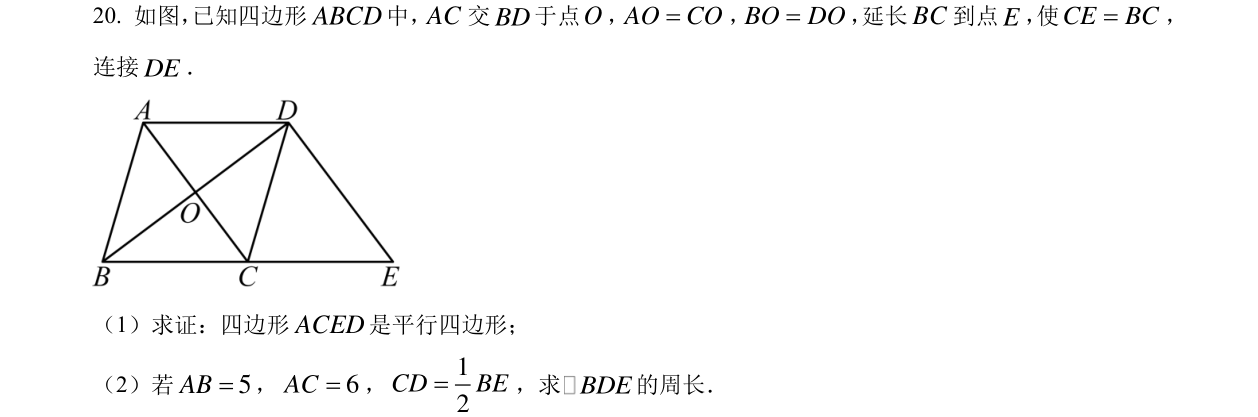 20. 如图,已知四边形ABCD中,AC交BD于点O,AO=CO,BO=DO,延长BC到点E,使CE=BC,
连接DE.
A
D
O
B
C
E
(1)求证:四边形ACED是平行四边形;
(2)若AB=5,AC=6,CD=\frac{1}{2}BE,求□BDE的周长.